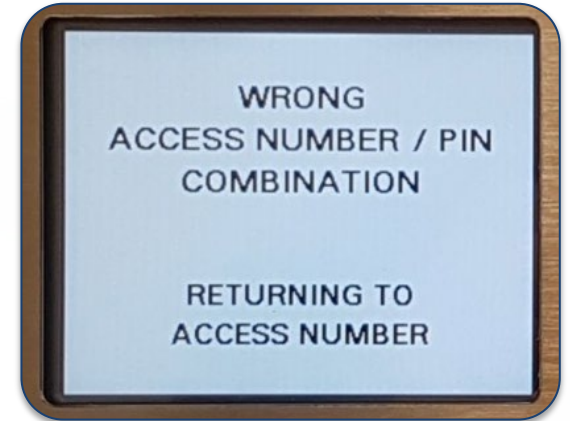 WRONG
ACCESS NUMBER / PIN
COMBINATION
RETURNING TO
ACCESS NUMBER